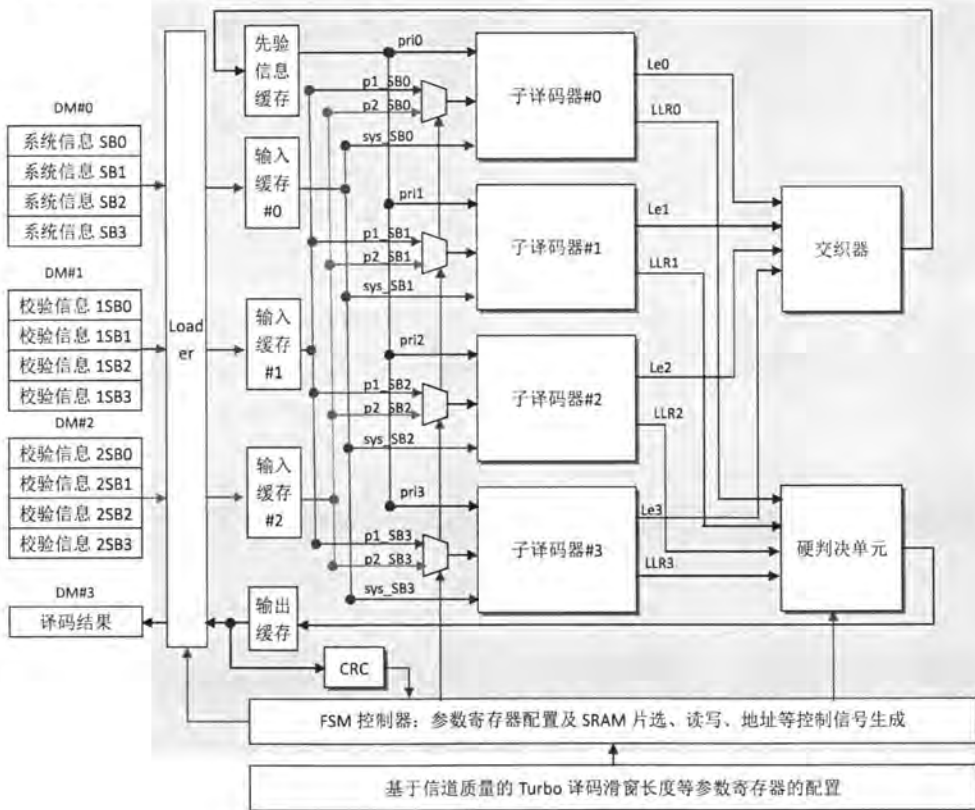 先验
信息
缓存
pri0
子译码器#0
Le0
LLR0
p1_SB0
p2_SB0
sys_SB0
DM#0
系统信息 SB0
系统信息 SB1
系统信息 SB2
系统信息 SB3
输入
缓存
#0
pri1
子译码器#1
Le1
LLR1
p1_SB1
p2_SB1
sys_SB1
交织器
DM#1
校验信息 1SB0
校验信息 1SB1
校验信息 1SB2
校验信息 1SB3
Load
er
输入
缓存
#1
pri2
子译码器#2
Le2
LLR2
p1_SB2
p2_SB2
sys_SB2
DM#2
校验信息 2SB0
校验信息 2SB1
校验信息 2SB2
校验信息 2SB3
输入
缓存
#2
pri3
子译码器#3
Le3
LLR3
p1_SB3
p2_SB3
sys_SB3
硬判决单元
DM#3
译码结果
输出
缓存
CRC
FSM 控制器：参数寄存器配置及 SRAM 片选、读写、地址等控制信号生成
基于信道质量的 Turbo 译码滑窗长度等参数寄存器的配置